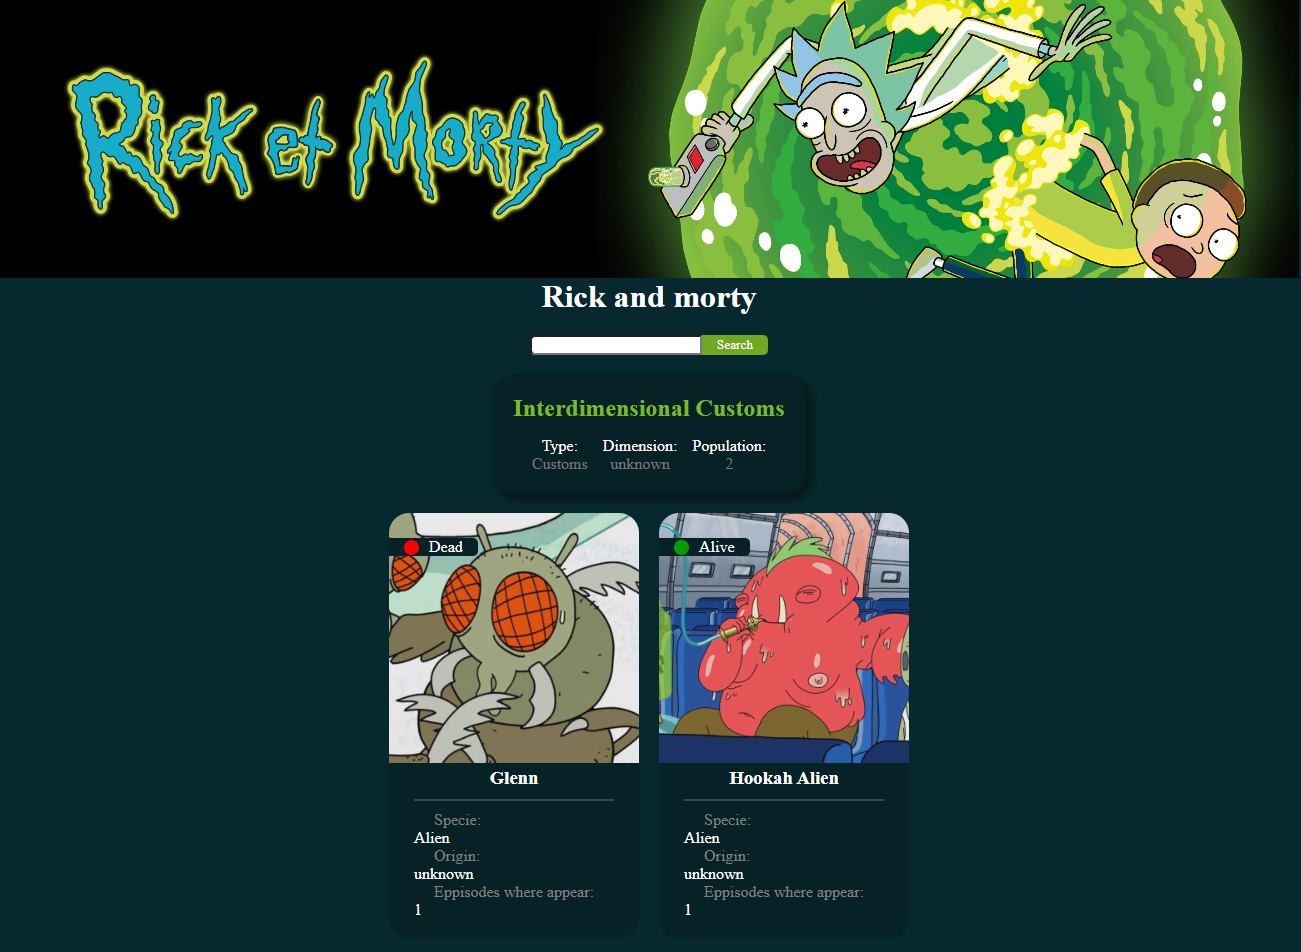 Rick et Morty
Rick and morty
Search
Interdimensional Customs
Type: Dimension: Population:
Customs unknown 2
Dead
Alive
Glenn
Specie:
Alien
Origin:
unknown
Eppisodes where appear:
1
Hookah Alien
Specie:
Alien
Origin:
unknown
Eppisodes where appear:
1